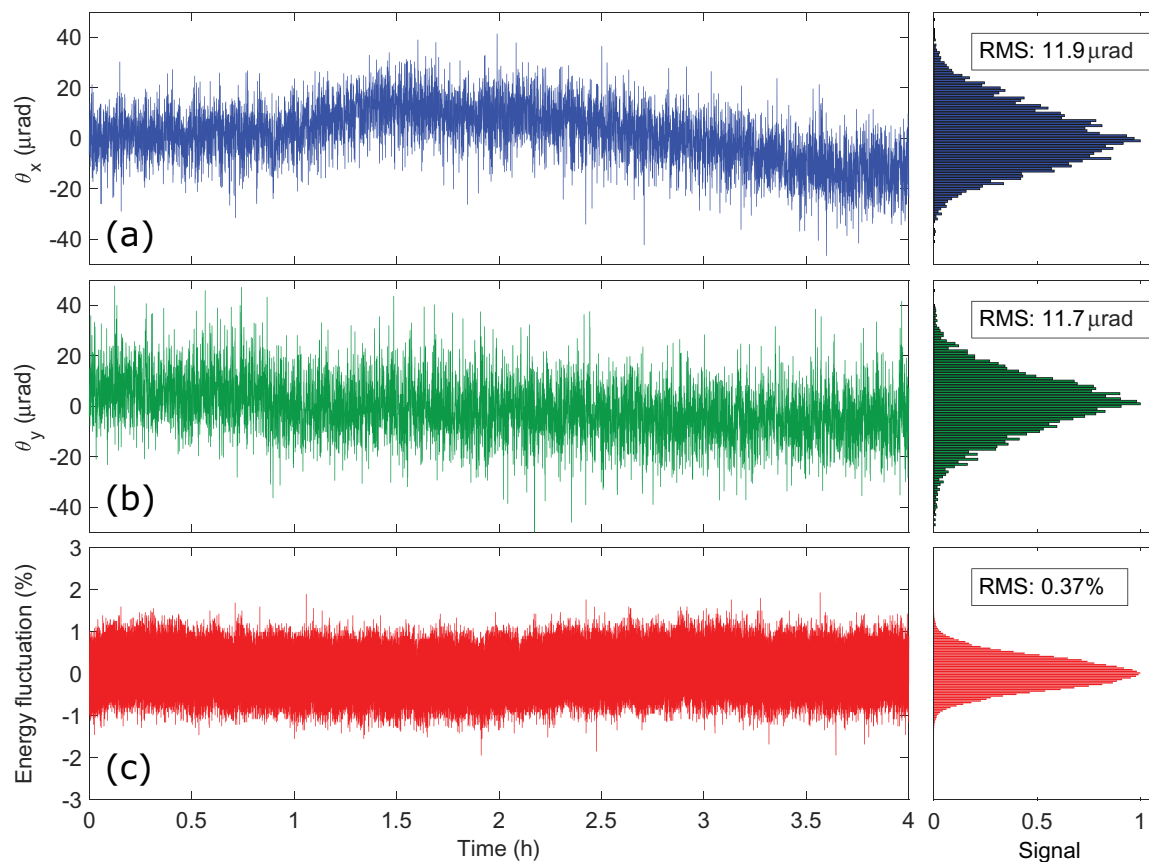 40
20
0
-20
-40
θx (μrad)
(a)
RMS: 11.9 μrad
40
20
0
-20
-40
θy (μrad)
(b)
RMS: 11.7 μrad
3
2
1
0
-1
-2
-3
Energy fluctuation (%)
(c)
RMS: 0.37%
0 0.5 1 1.5 2 2.5 3 3.5 4
Time (h)
0 0.5 1
Signal